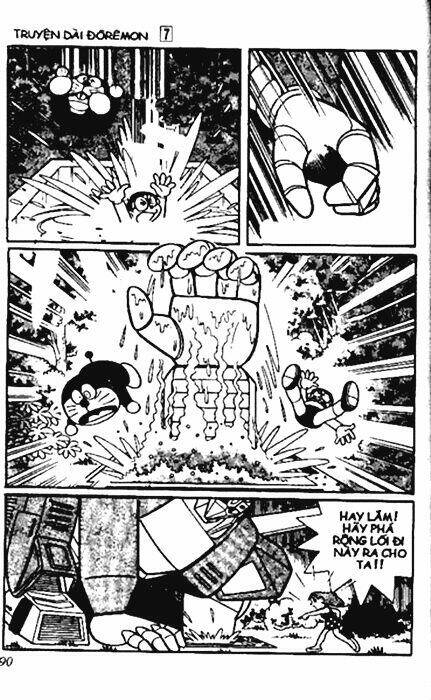 TRUYỆN DÀI ĐÔRÊMON 7
HAY LẮM!
HÃY PHÁ
RỘNG LỐI ĐI
NÀY RA CHO
TA!!
90